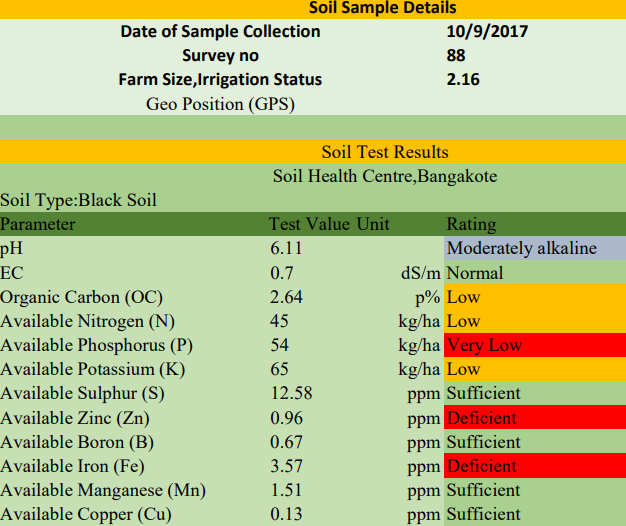 Soil Sample Details
Date of Sample Collection 10/9/2017
Survey no 88
Farm Size,Irrigation Status 2.16
Geo Position (GPS)
Soil Test Results
Soil Health Centre,Bangakote
Soil Type:Black Soil
Parameter Test Value Unit Rating
pH 6.11 Moderately alkaline
EC 0.7 dS/m Normal
Organic Carbon (OC) 2.64 p% Low
Available Nitrogen (N) 45 kg/ha Low
Available Phosphorus (P) 54 kg/ha Very Low
Available Potassium (K) 65 kg/ha Low
Available Sulphur (S) 12.58 ppm Sufficient
Available Zinc (Zn) 0.96 ppm Deficient
Available Boron (B) 0.67 ppm Sufficient
Available Iron (Fe) 3.57 ppm Deficient
Available Manganese (Mn) 1.51 ppm Sufficient
Available Copper (Cu) 0.13 ppm Sufficient